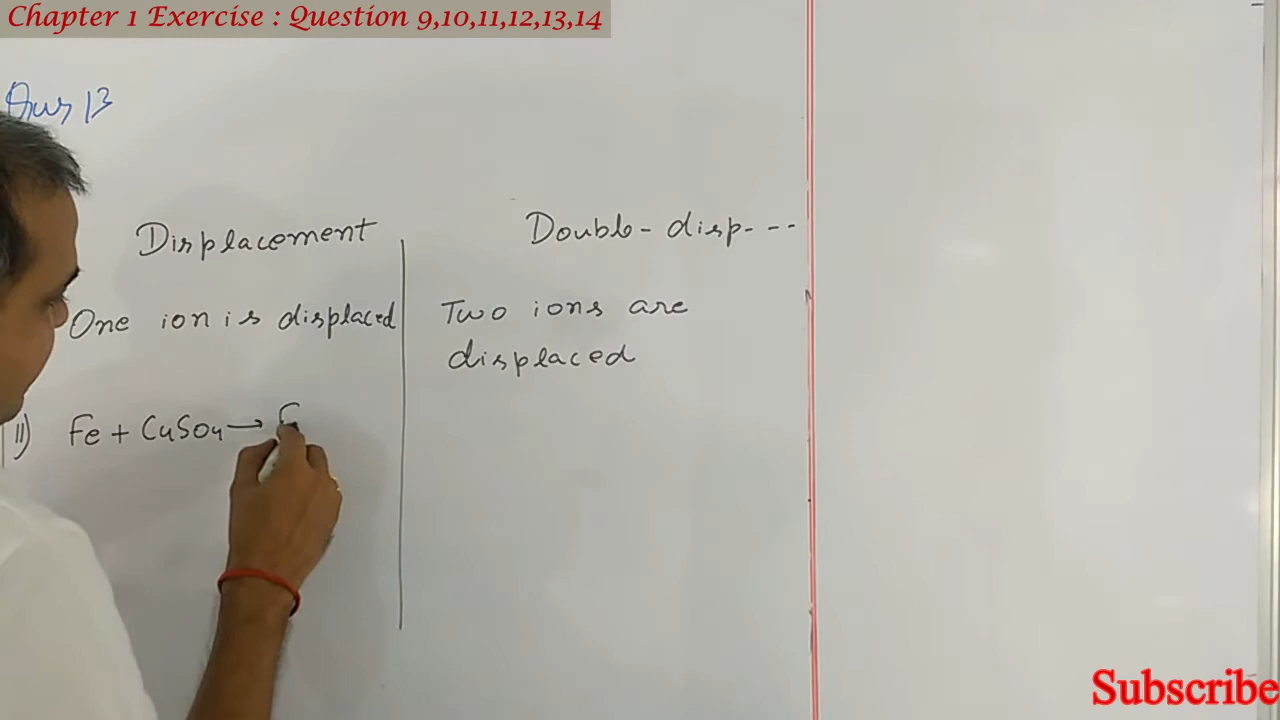 Chapter 1 Exercise : Question 9,10,11,12,13,14
Ans 13
Displacement
Double-disp---
One ion is displaced
Two ions are
displaced
II) Fe + CuSO4 → F
Subscribe